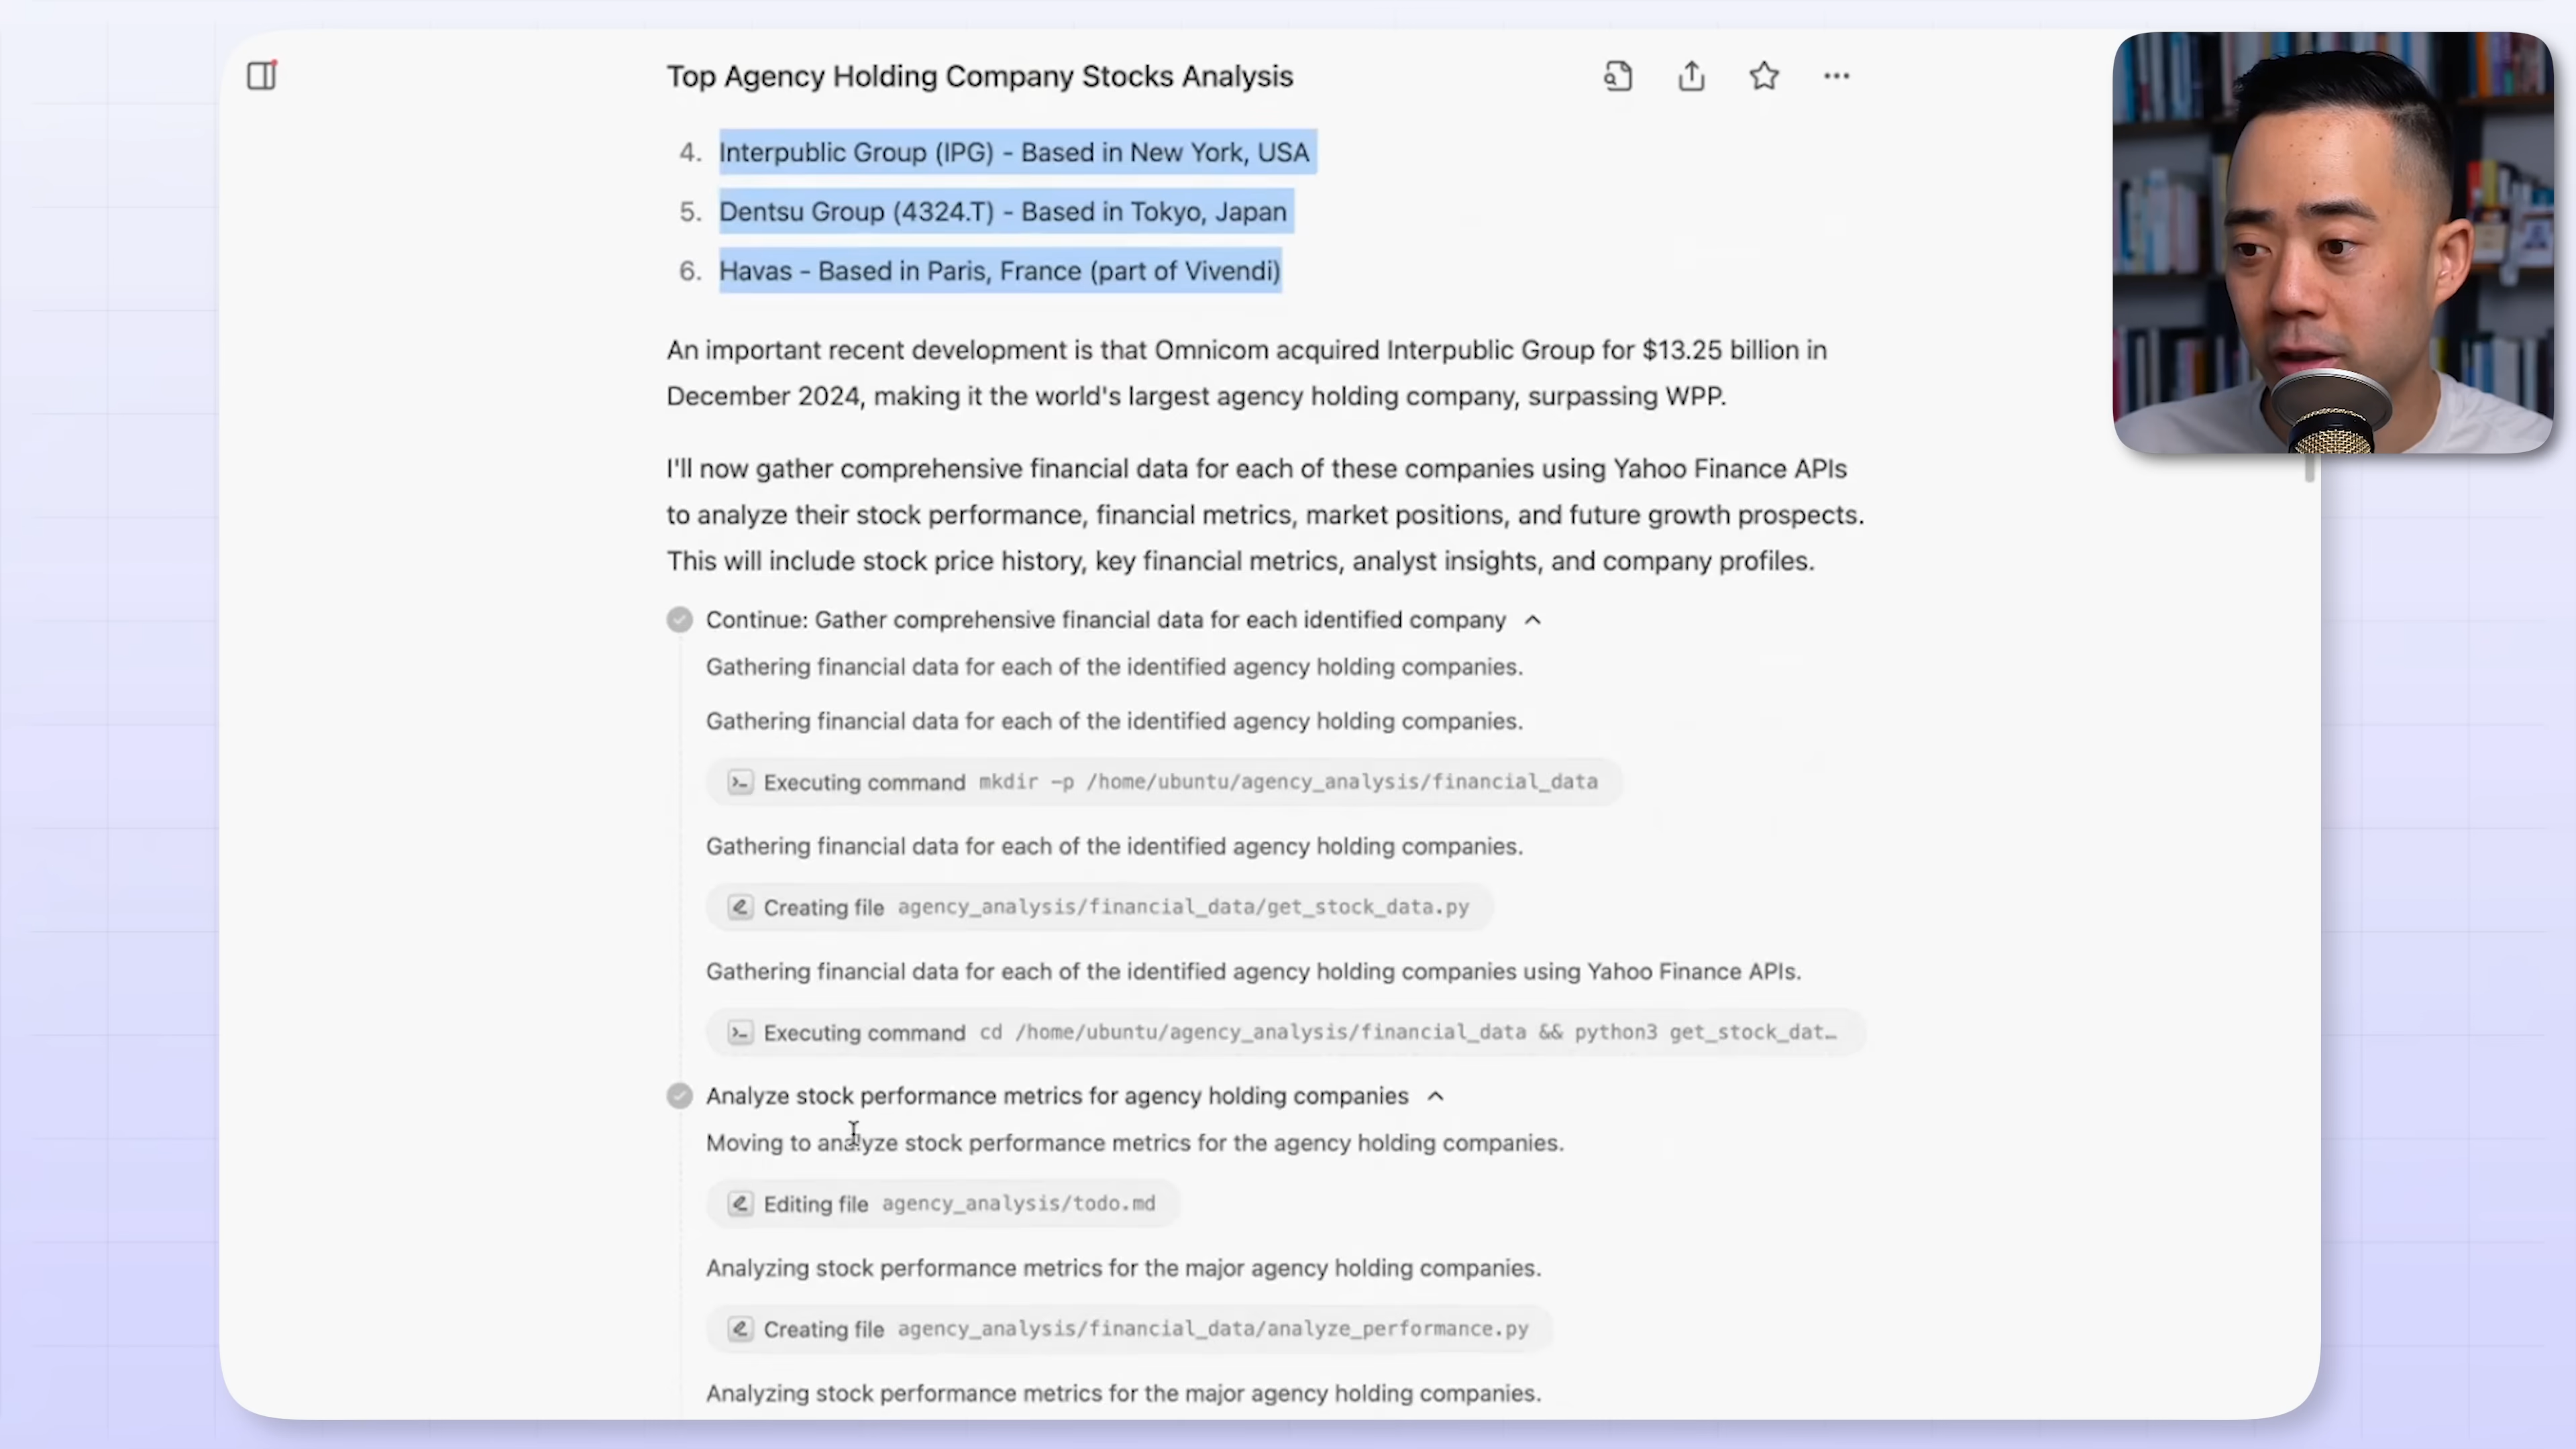 Top Agency Holding Company Stocks Analysis
4. Interpublic Group (IPG) - Based in New York, USA
5. Dentsu Group (4324.T) - Based in Tokyo, Japan
6. Havas - Based in Paris, France (part of Vivendi)
An important recent development is that Omnicom acquired Interpublic Group for $13.25 billion in
December 2024, making it the world's largest agency holding company, surpassing WPP.
I'll now gather comprehensive financial data for each of these companies using Yahoo Finance APIs
to analyze their stock performance, financial metrics, market positions, and future growth prospects.
This will include stock price history, key financial metrics, analyst insights, and company profiles.
Continue: Gather comprehensive financial data for each identified company
Gathering financial data for each of the identified agency holding companies.
Gathering financial data for each of the identified agency holding companies.
Executing command mkdir -p /home/ubuntu/agency_analysis/financial_data
Gathering financial data for each of the identified agency holding companies.
Creating file agency_analysis/financial_data/get_stock_data.py
Gathering financial data for each of the identified agency holding companies using Yahoo Finance APIs.
Executing command cd /home/ubuntu/agency_analysis/financial_data && python3 get_stock_dat…
Analyze stock performance metrics for agency holding companies
Moving to analyze stock performance metrics for the agency holding companies.
Editing file agency_analysis/todo.md
Analyzing stock performance metrics for the major agency holding companies.
Creating file agency_analysis/financial_data/analyze_performance.py
Analyzing stock performance metrics for the major agency holding companies.